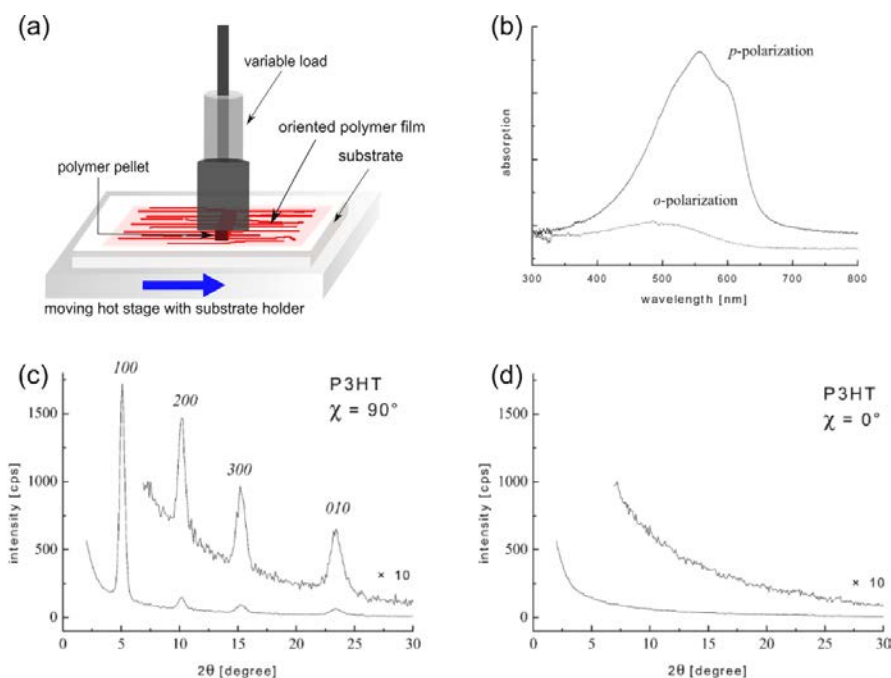 (a)
variable load
oriented polymer film
substrate
polymer pellet
moving hot stage with substrate holder
(b)
p-polarization
o-polarization
absorption
300 400 500 600 700 800
wavelength [nm]
(c)
100
200
300
010
P3HT
χ = 90°
× 10
intensity [cps]
1500
1000
500
0
0 5 10 15 20 25 30
2θ [degree]
(d)
P3HT
χ = 0°
× 10
intensity [cps]
1500
1000
500
0
0 5 10 15 20 25 30
2θ [degree]